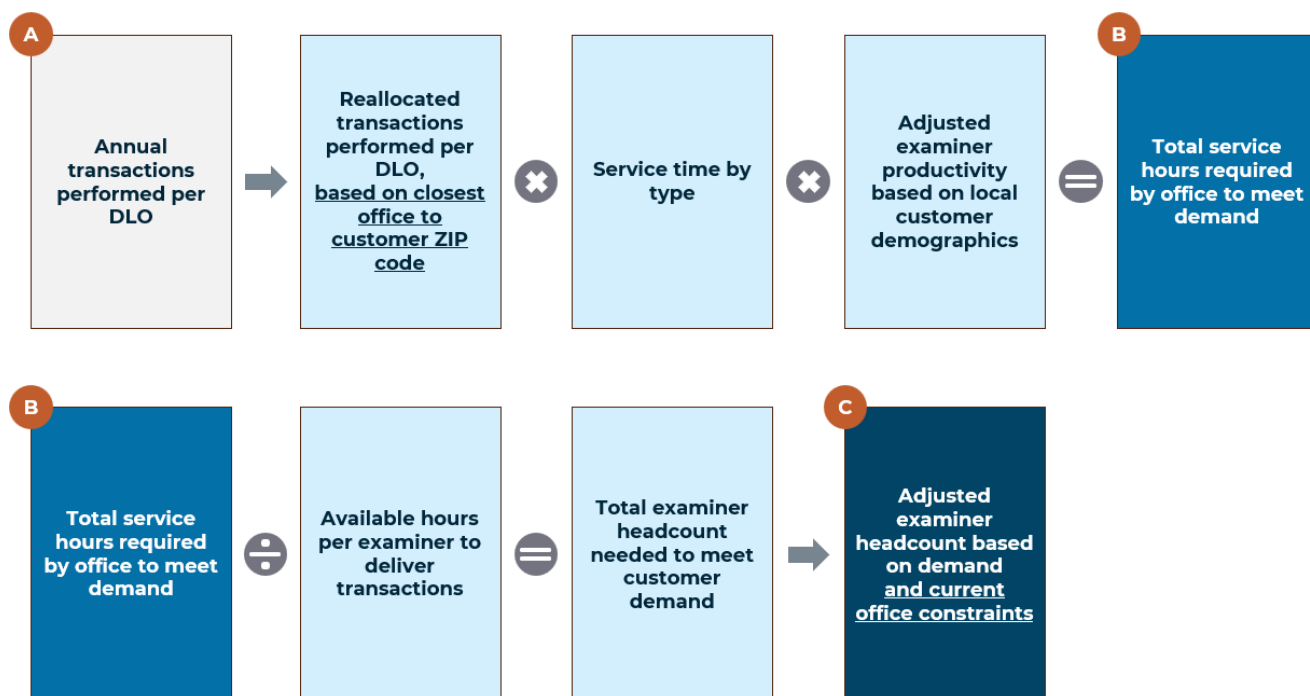 A
Annual
transactions
performed per
DLO
Reallocated
transactions
performed per
DLO,
based on closest
office to
customer ZIP
code
Service time by
type
Adjusted
examiner
productivity
based on local
customer
demographics
B
Total service
hours required
by office to meet
demand
B
Total service
hours required
by office to meet
demand
Available hours
per examiner to
deliver
transactions
Total examiner
headcount
needed to meet
customer
demand
C
Adjusted
examiner
headcount based
on demand
and current
office constraints